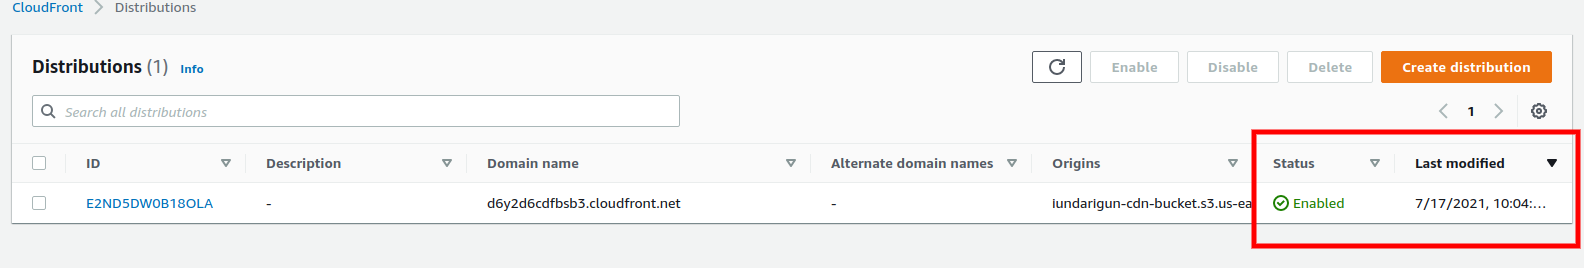 CloudFront > Distributions
Distributions (1) Info
Enable Disable Delete Create distribution
Search all distributions
1
ID Description Domain name Alternate domain names Origins Status Last modified
E2ND5DW0B18OLA - d6y2d6cdfbsb3.cloudfront.net - iundarigun-cdn-bucket.s3.us-ea Enabled 7/17/2021, 10:04:...